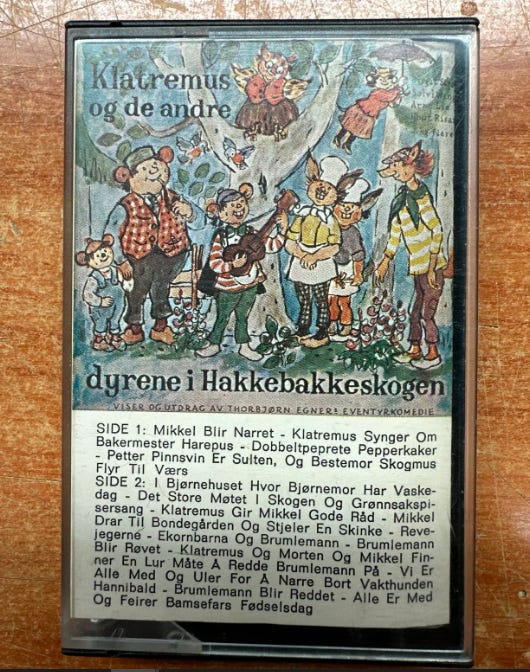 Klatremus
og de andre
dyrene i Hakkebakkeskogen
VISER OG UTDRAG AV THORBJØRN EGNERS EVENTYRKOMEDIE
SIDE 1: Mikkel Blir Narret - Klatremus Synger Om
Bakermester Harepus - Dobbeltpeprete Pepperkaker
- Petter Pinnsvin Er Sulten, Og Bestemor Skogmus
Flyr Til Værs
SIDE 2: I Bjørnehuset Hvor Bjørnemor Har Vaske-
dag - Det Store Møtet I Skogen Og Grønnsakspi-
sersang - Klatremus Gir Mikkel Gode Råd - Mikkel
Drar Til Bondegården Og Stjeler En Skinke - Reve-
jegerne - Ekornbarna Og Brumlemann - Brumlemann
Blir Røvet - Klatremus Og Morten Og Mikkel Fin-
ner En Lur Måte Å Redde Brumlemann På - Vi Er
Alle Med Og Uler For Å Narre Bort Vakthunden
Hannibald - Brumlemann Blir Reddet - Alle Er Med
Og Feirer Bamsefars Fødselsdag